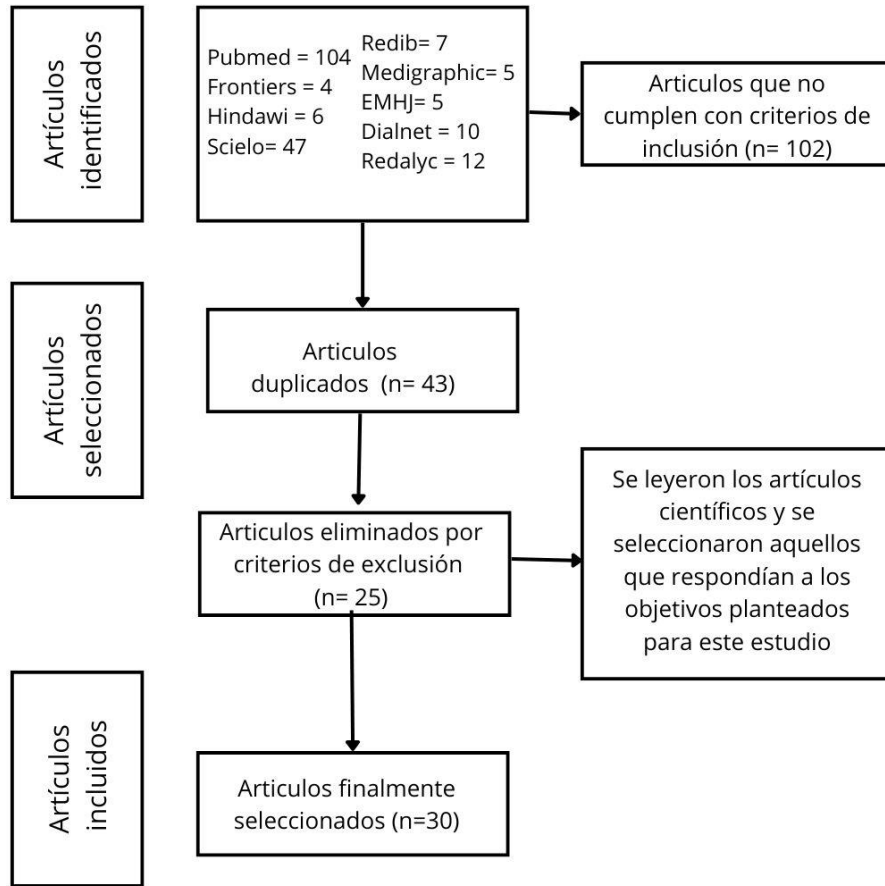 Artículos
identificados
Pubmed = 104
Frontiers = 4
Hindawi = 6
Scielo= 47
Redib= 7
Medigraphic= 5
EMHJ= 5
Dialnet = 10
Redalyc = 12
Articulos que no
cumplen con criterios de
inclusión (n= 102)
Artículos
seleccionados
Articulos
duplicados (n= 43)
Articulos eliminados por
criterios de exclusión
(n= 25)
Se leyeron los artículos
científicos y se
seleccionaron aquellos
que respondían a los
objetivos planteados
para este estudio
Artículos
incluidos
Articulos finalmente
seleccionados (n=30)